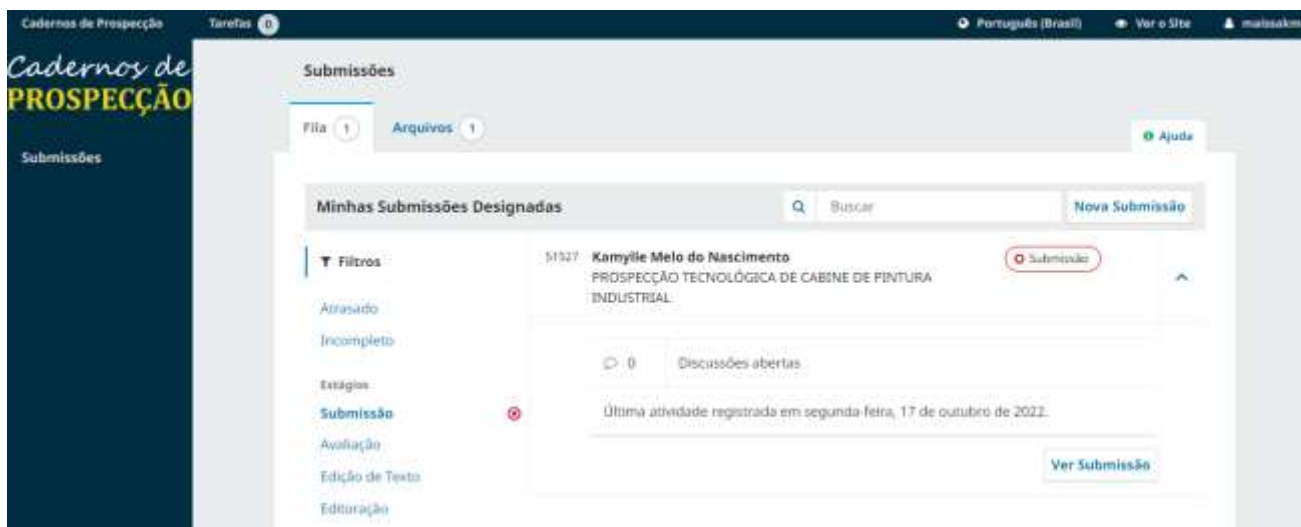 Cadernos de Prospecção
Tarefas 0
Português (Brasil)
Ver o Site
Cadernos de
PROSPECÇÃO
Submissões
Submissões
Fila 1
Arquivos 1
Ajuda
Minhas Submissões Designadas
Buscar
Nova Submissão
Filtros
Atrasado
Incompleto
Estágios
Submissão
Avaliação
Edição de Texto
Editoração
51527 Kamylle Melo do Nascimento
Submissão
PROSPECÇÃO TECNOLÓGICA DE CABINE DE PINTURA
INDUSTRIAL
0 Discussões abertas
Última atividade registrada em segunda-feira, 17 de outubro de 2022.
Ver Submissão